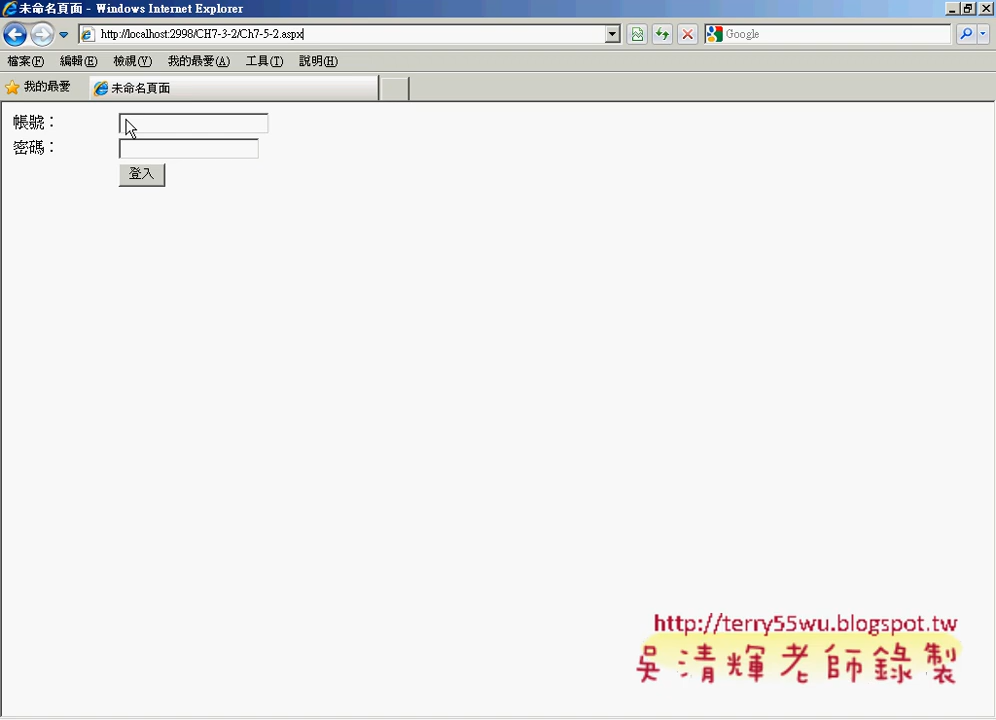 未命名頁面 - Windows Internet Explorer
http://localhost:2998/CH7-3-2/Ch7-5-2.aspx
Google
檔案(F) 編輯(E) 檢視(V) 我的最愛(A) 工具(T) 說明(H)
我的最愛 未命名頁面
帳號：
密碼：
登入
http://terry55wu.blogspot.tw
吳清輝老師錄製